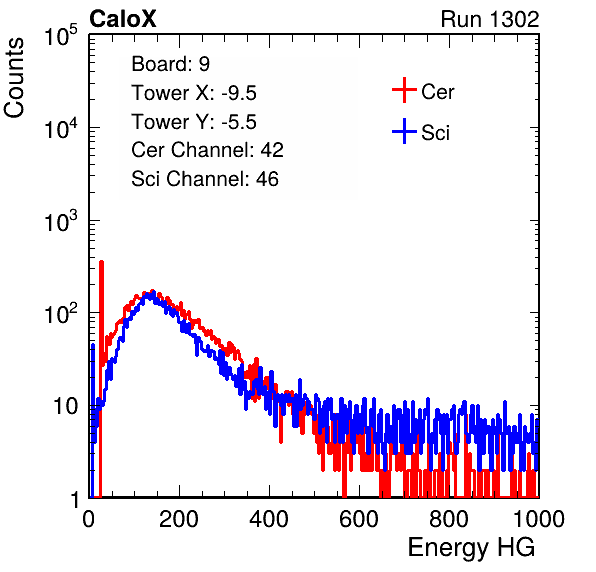 CaloX Run 1302
Counts
Board: 9
Tower X: -9.5
Tower Y: -5.5
Cer Channel: 42
Sci Channel: 46
Cer
Sci
10^5
10^4
10^3
10^2
10
1
0 200 400 600 800 1000
Energy HG